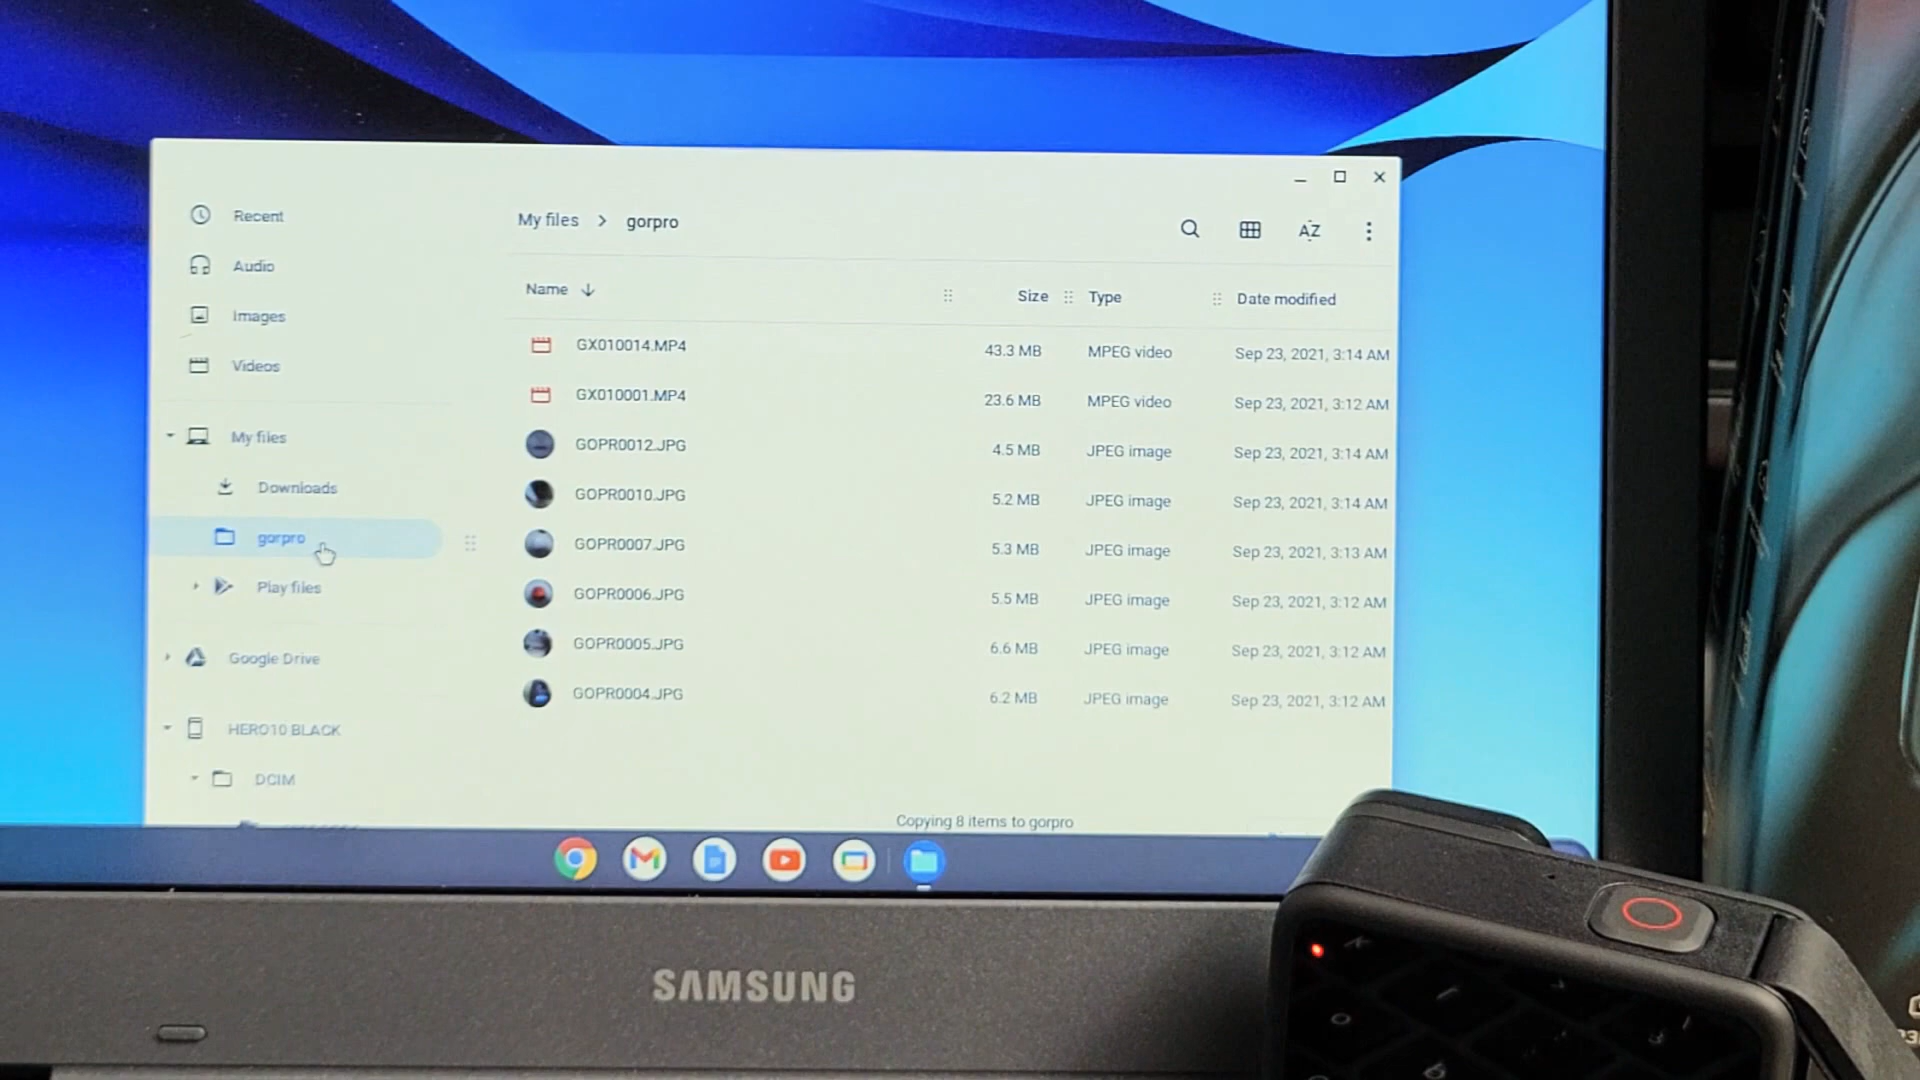 Recent
Audio
Images
Videos
My files
Downloads
gorpro
Play files
Google Drive
HERO10 BLACK
DCIM
My files > gorpro
AZ
Name Size Type Date modified
GX010014.MP4 43.3 MB MPEG video Sep 23, 2021, 3:14 AM
GX010001.MP4 23.6 MB MPEG video Sep 23, 2021, 3:12 AM
GOPR0012.JPG 4.5 MB JPEG image Sep 23, 2021, 3:14 AM
GOPR0010.JPG 5.2 MB JPEG image Sep 23, 2021, 3:14 AM
GOPR0007.JPG 5.3 MB JPEG image Sep 23, 2021, 3:13 AM
GOPR0006.JPG 5.5 MB JPEG image Sep 23, 2021, 3:12 AM
GOPR0005.JPG 6.6 MB JPEG image Sep 23, 2021, 3:12 AM
GOPR0004.JPG 6.2 MB JPEG image Sep 23, 2021, 3:12 AM
Copying 8 items to gorpro
SAMSUNG